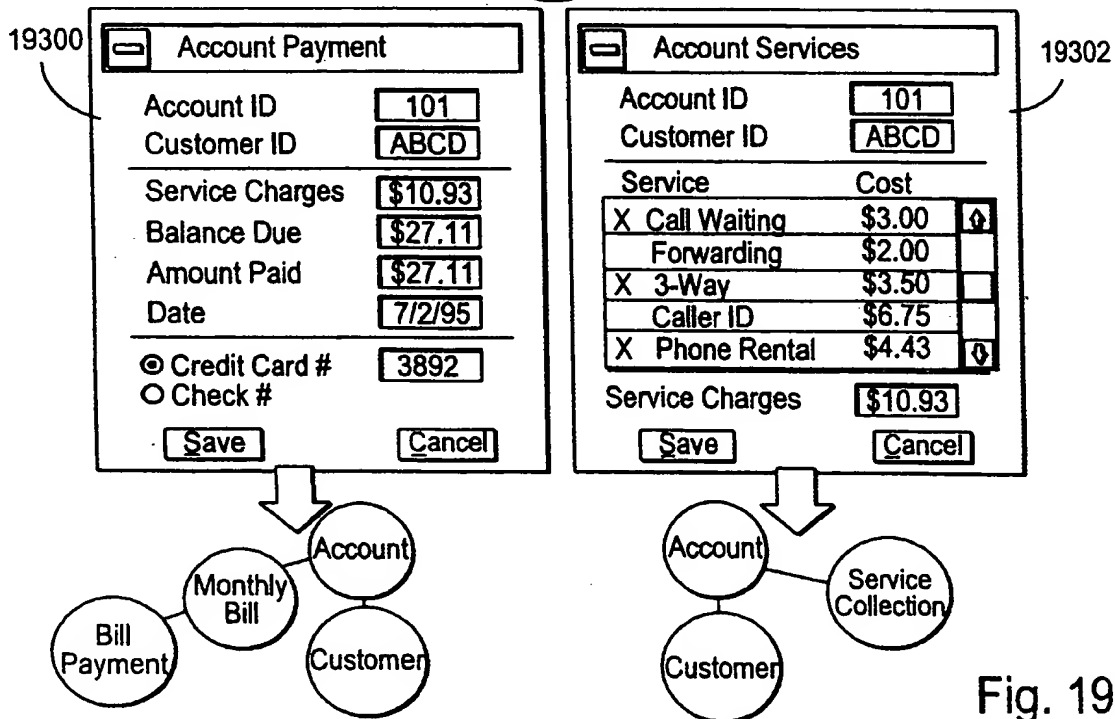 19300
Account Payment
Account ID 101
Customer ID ABCD
Service Charges $10.93
Balance Due $27.11
Amount Paid $27.11
Date 7/2/95
Credit Card # 3892
Check #
Save Cancel
Account Services
19302
Account ID 101
Customer ID ABCD
Service Cost
X Call Waiting $3.00
Forwarding $2.00
X 3-Way $3.50
Caller ID $6.75
X Phone Rental $4.43
Service Charges $10.93
Save Cancel
Account
Monthly
Bill
Bill
Payment
Customer
Account
Service
Collection
Customer
Fig. 19